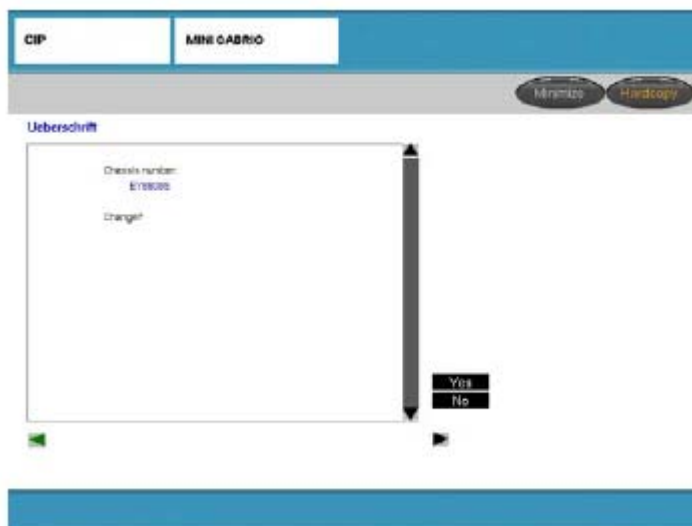 CIP
MINI CABRIO
Minimize
Hardcopy
Ueberschrift
Chassis number:
Change?
Yes
No